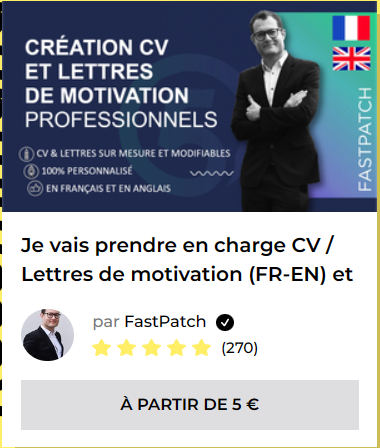 CRÉATION CV
ET LETTRES
DE MOTIVATION
PROFESSIONNELS
CV & LETTRES SUR MESURE ET MODIFIABLES
100% PERSONNALISÉ
EN FRANÇAIS ET EN ANGLAIS
FASTPATCH
Je vais prendre en charge CV /
Lettres de motivation (FR-EN) et
par FastPatch
(270)
À PARTIR DE 5 €